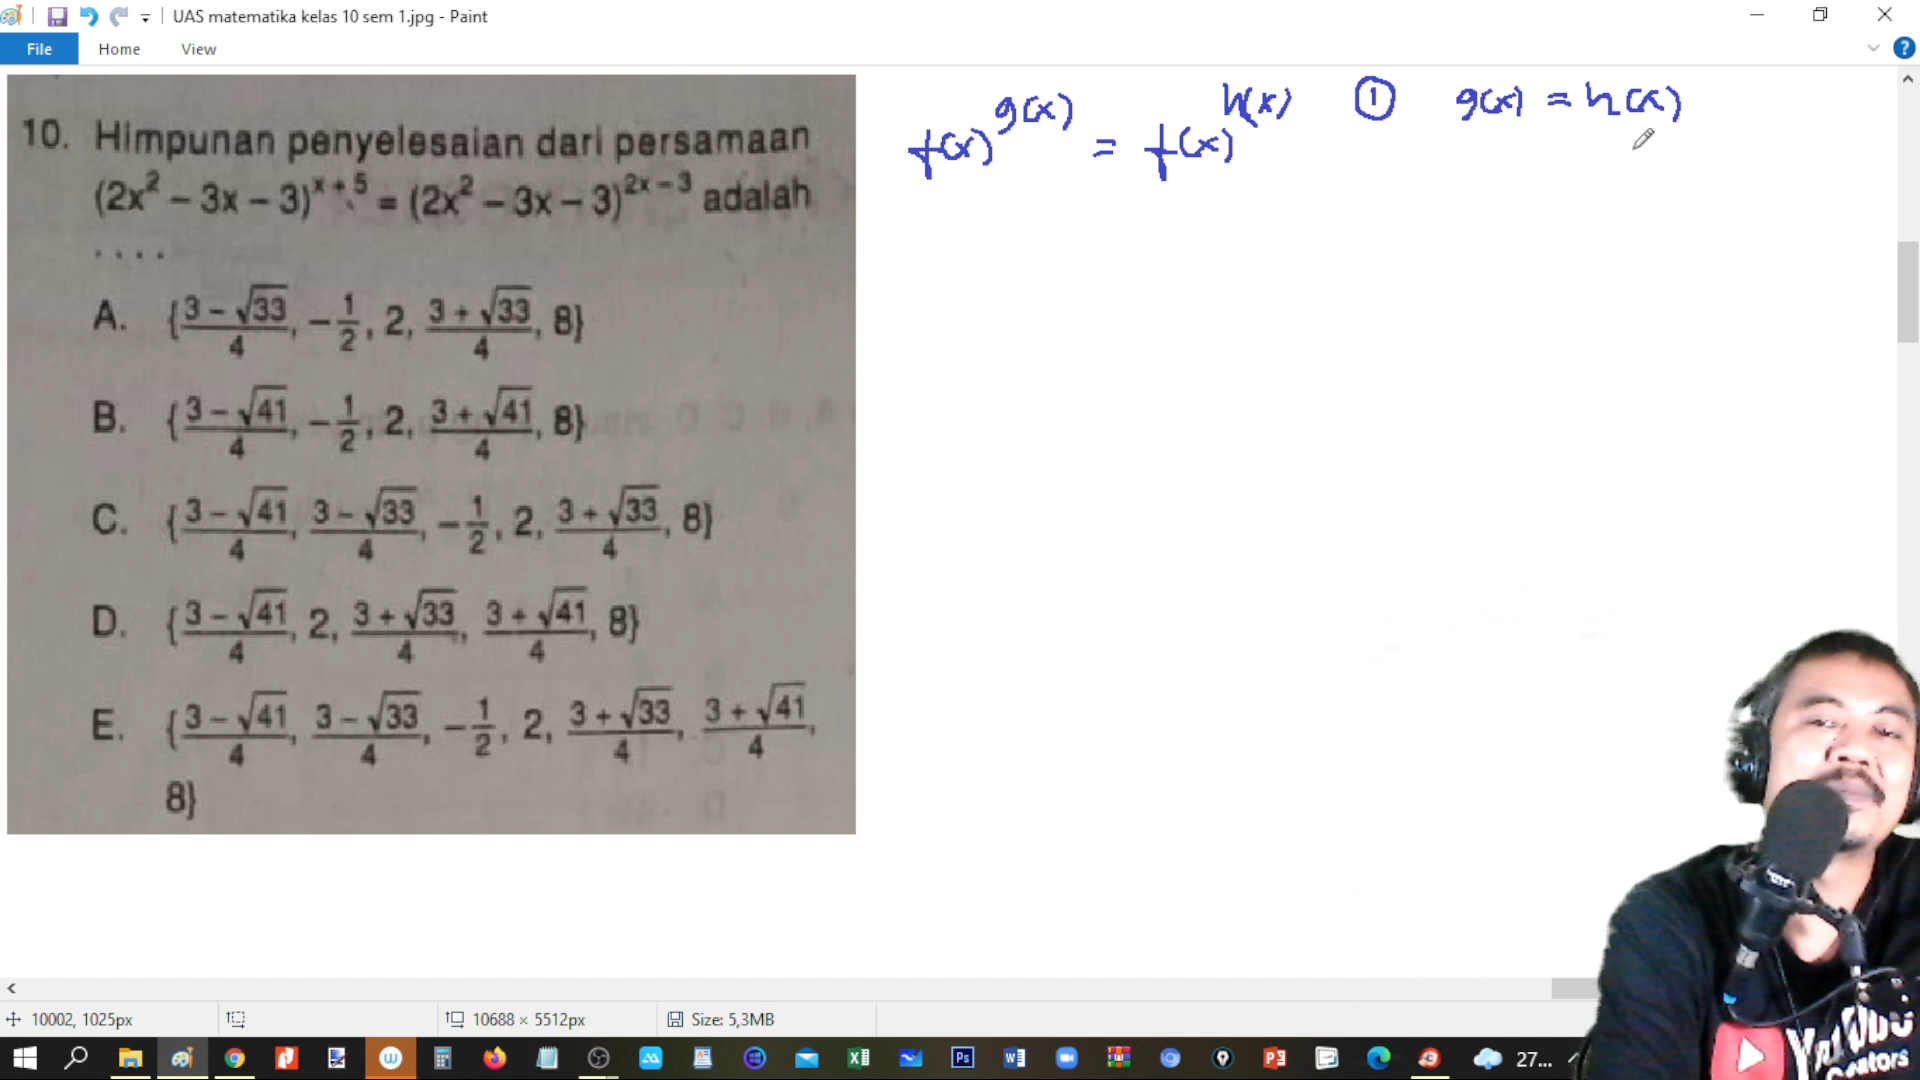 UAS matematika kelas 10 sem 1.jpg - Paint
File Home View
10. Himpunan penyelesaian dari persamaan
(2x² – 3x – 3)ˣ ⁺ ⁵ = (2x² – 3x – 3)²ˣ ⁻ ³ adalah
. . . .
A. {3 – √33/4, –1/2, 2, 3 + √33/4, 8}
B. {3 – √41/4, –1/2, 2, 3 + √41/4, 8}
C. {3 – √41/4, 3 – √33/4, –1/2, 2, 3 + √33/4, 8}
D. {3 – √41/4, 2, 3 + √33/4, 3 + √41/4, 8}
E. {3 – √41/4, 3 – √33/4, –1/2, 2, 3 + √33/4, 3 + √41/4,
8}
f(x)^g(x) = f(x)^h(x) ① g(x) = h(x)
10002, 1025px 10688 × 5512px Size: 5,3MB
27...